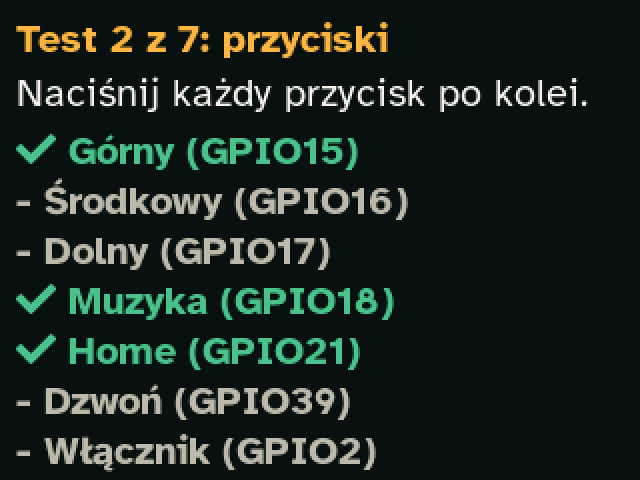 Test 2 z 7: przyciski
Naciśnij każdy przycisk po kolei.
✓ Górny (GPIO15)
- Środkowy (GPIO16)
- Dolny (GPIO17)
✓ Muzyka (GPIO18)
✓ Home (GPIO21)
- Dzwoń (GPIO39)
- Włącznik (GPIO2)